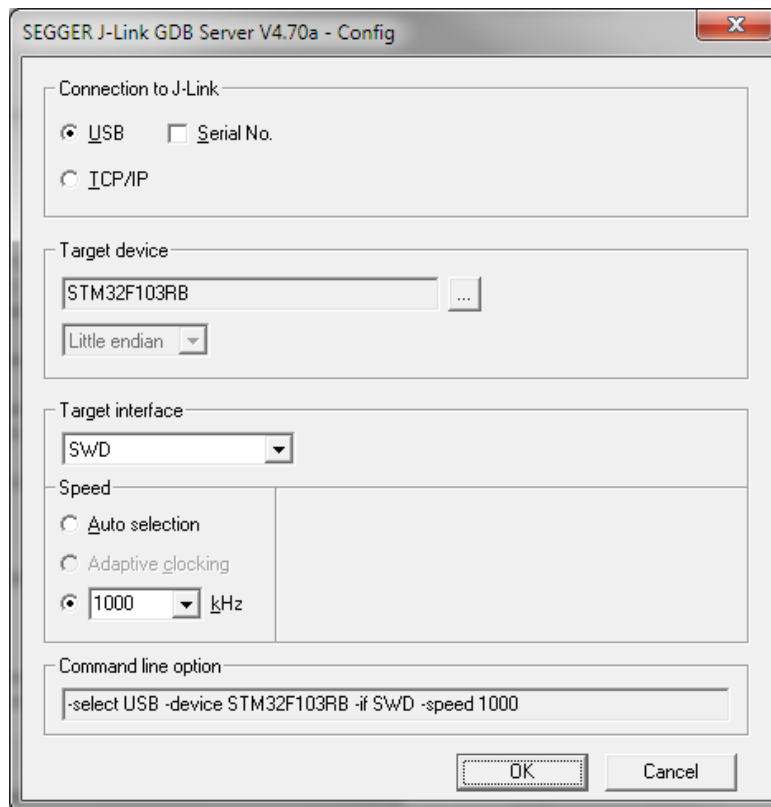 SEGGER J-Link GDB Server V4.70a - Config
Connection to J-Link
USB Serial No.
TCP/IP
Target device
STM32F103RB ...
Little endian
Target interface
SWD
Speed
Auto selection
Adaptive clocking
1000 kHz
Command line option
-select USB -device STM32F103RB -if SWD -speed 1000
OK Cancel